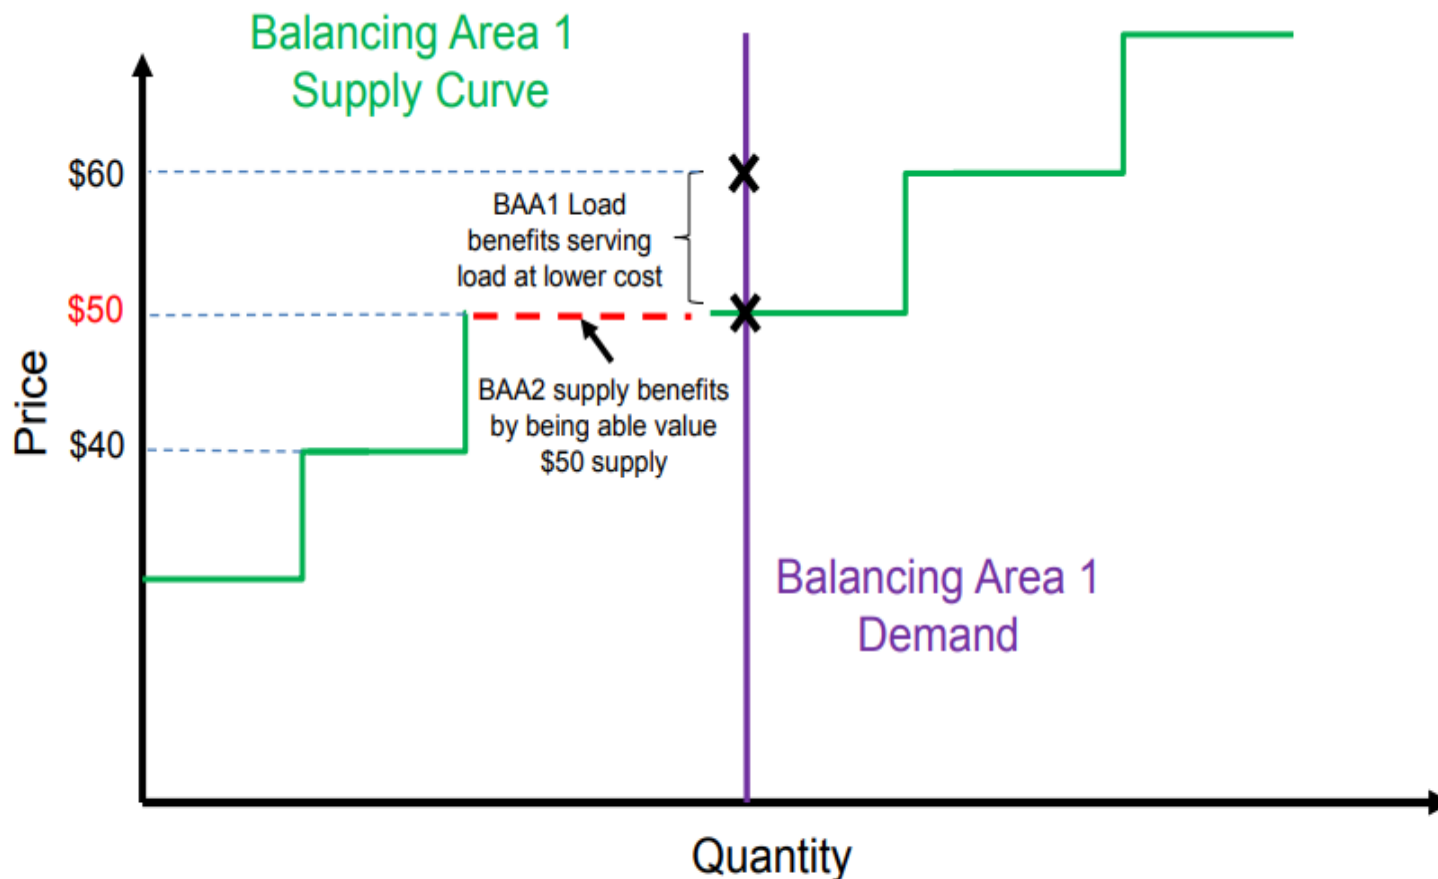 Balancing Area 1
Supply Curve
$60
BAA1 Load
benefits serving
load at lower cost
$50
Price
$40
BAA2 supply benefits
by being able value
$50 supply
Balancing Area 1
Demand
Quantity